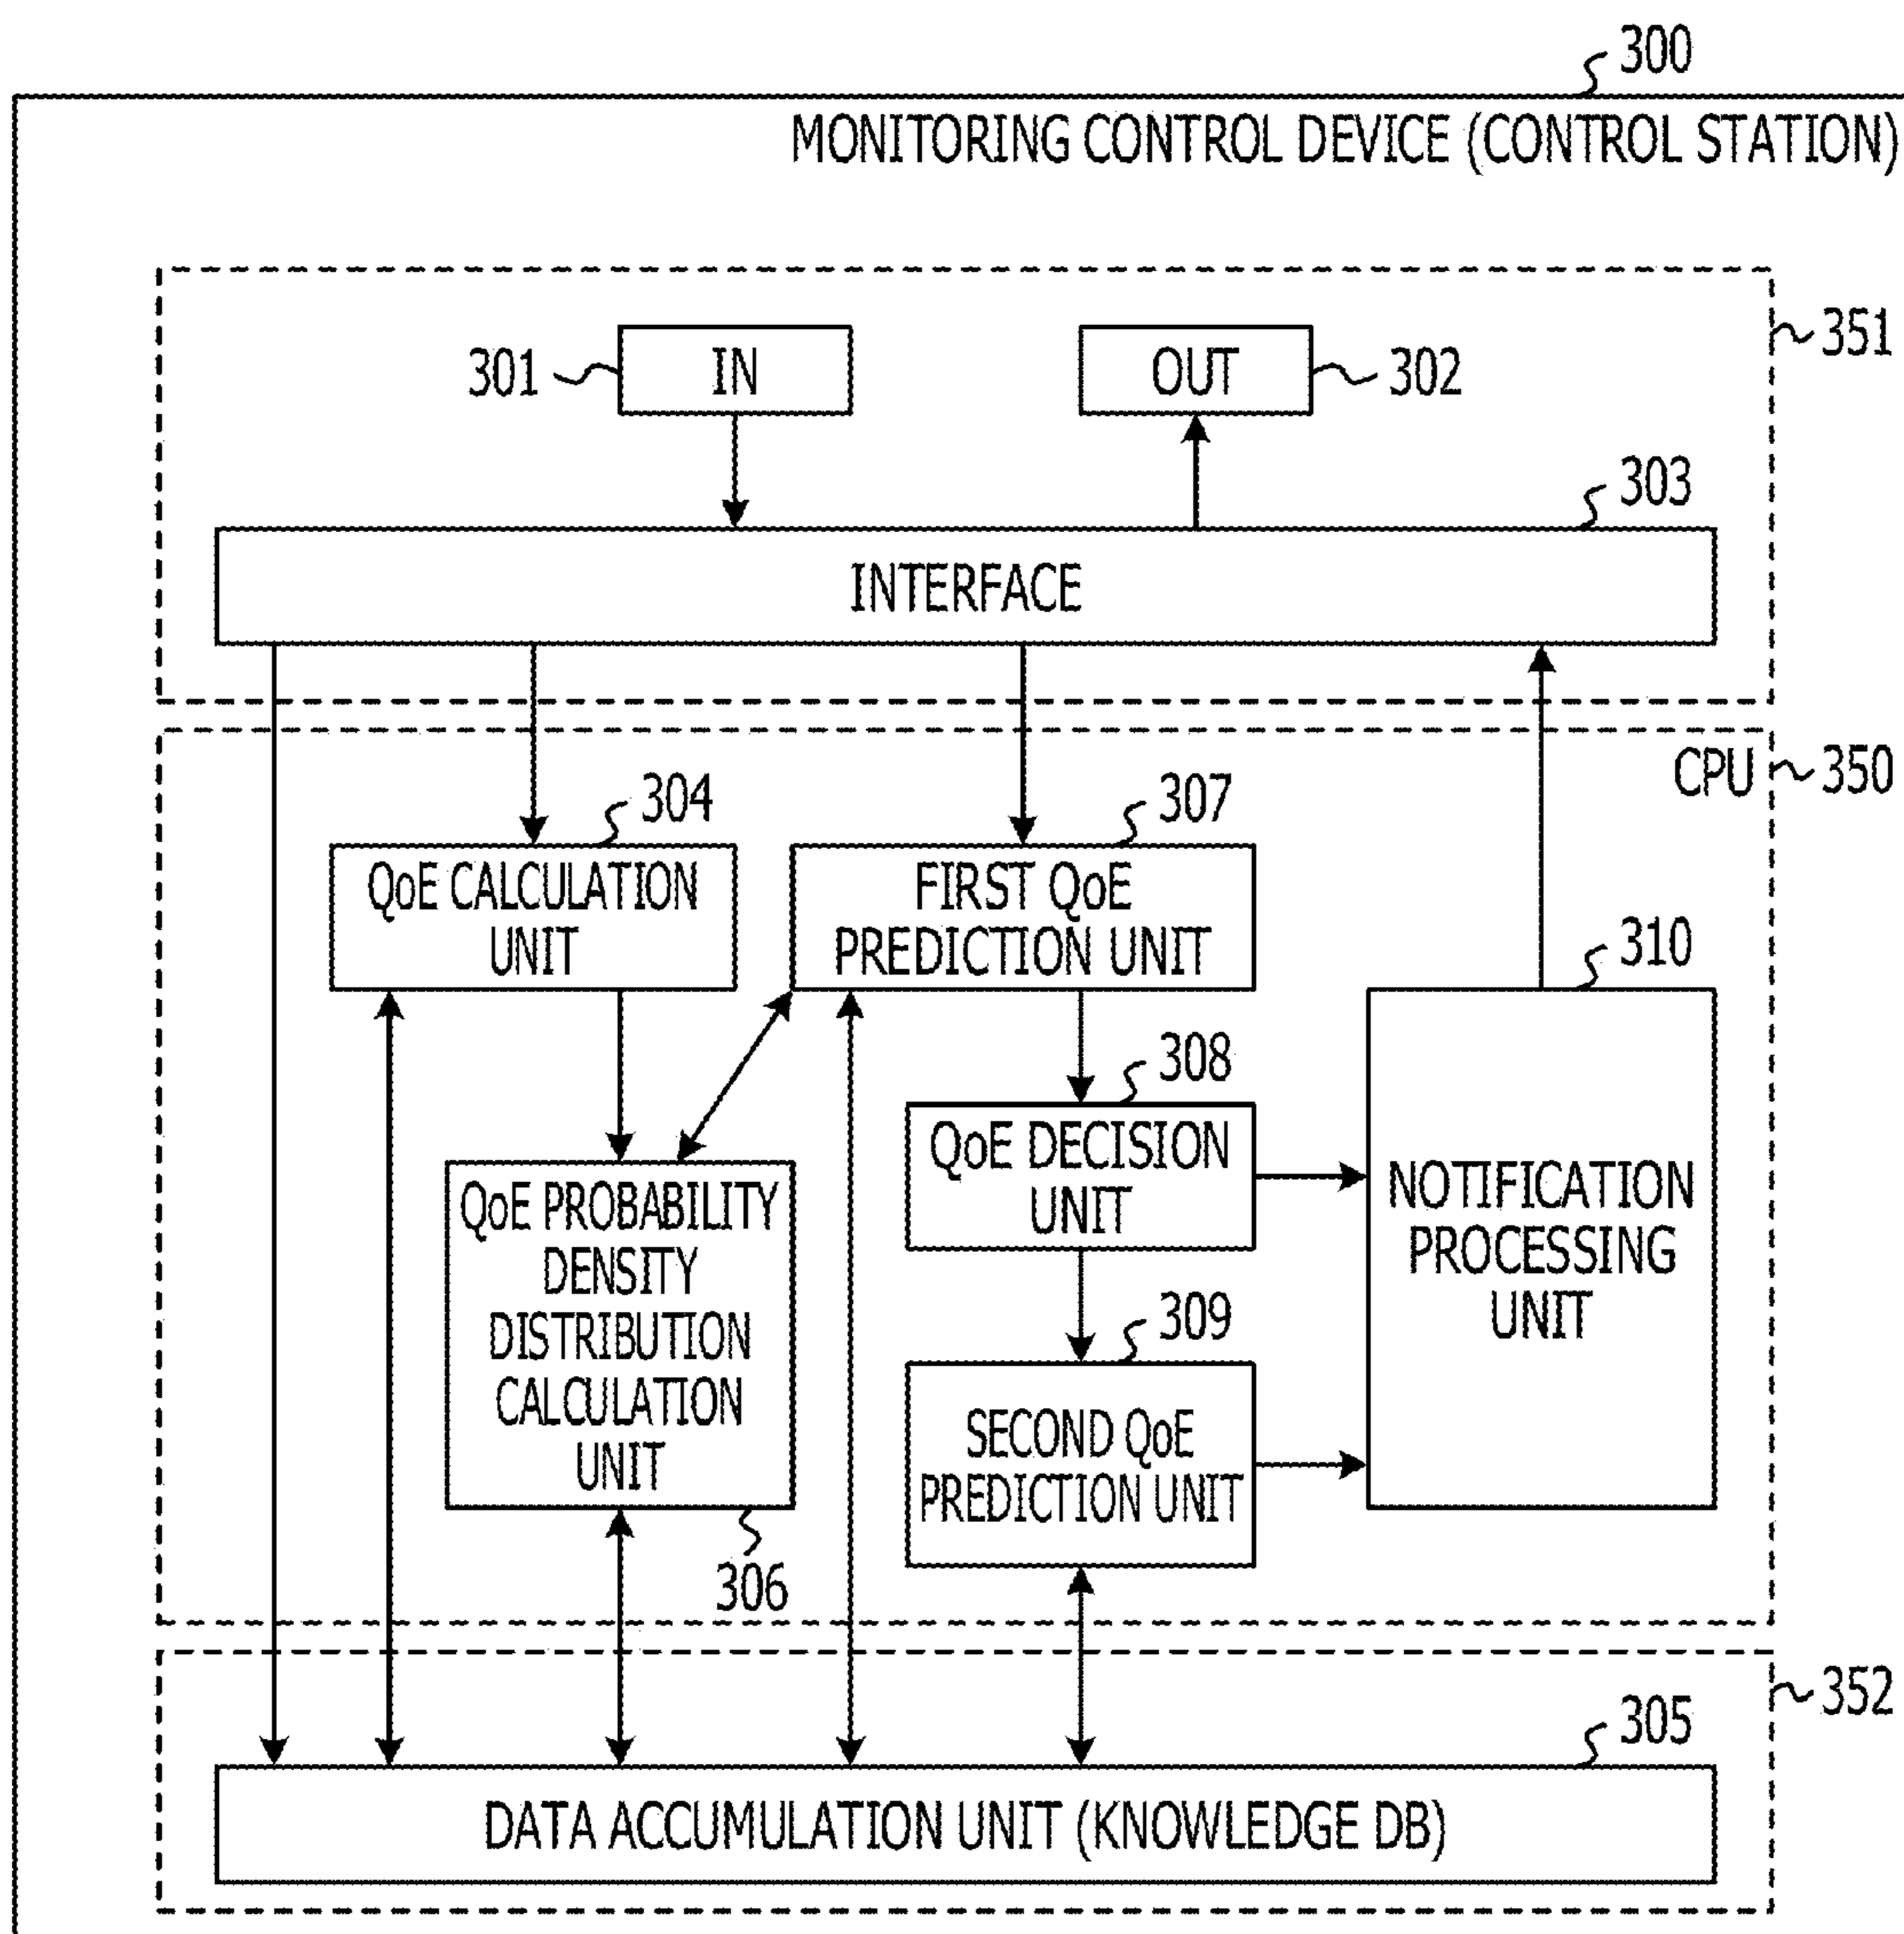 300
MONITORING CONTROL DEVICE (CONTROL STATION)
351
301
IN
OUT
302
303
INTERFACE
CPU
350
304
307
QoE CALCULATION
UNIT
FIRST QoE
PREDICTION UNIT
310
308
QoE DECISION
UNIT
NOTIFICATION
PROCESSING
UNIT
QoE PROBABILITY
DENSITY
DISTRIBUTION
CALCULATION
UNIT
309
SECOND QoE
PREDICTION UNIT
306
352
305
DATA ACCUMULATION UNIT (KNOWLEDGE DB)